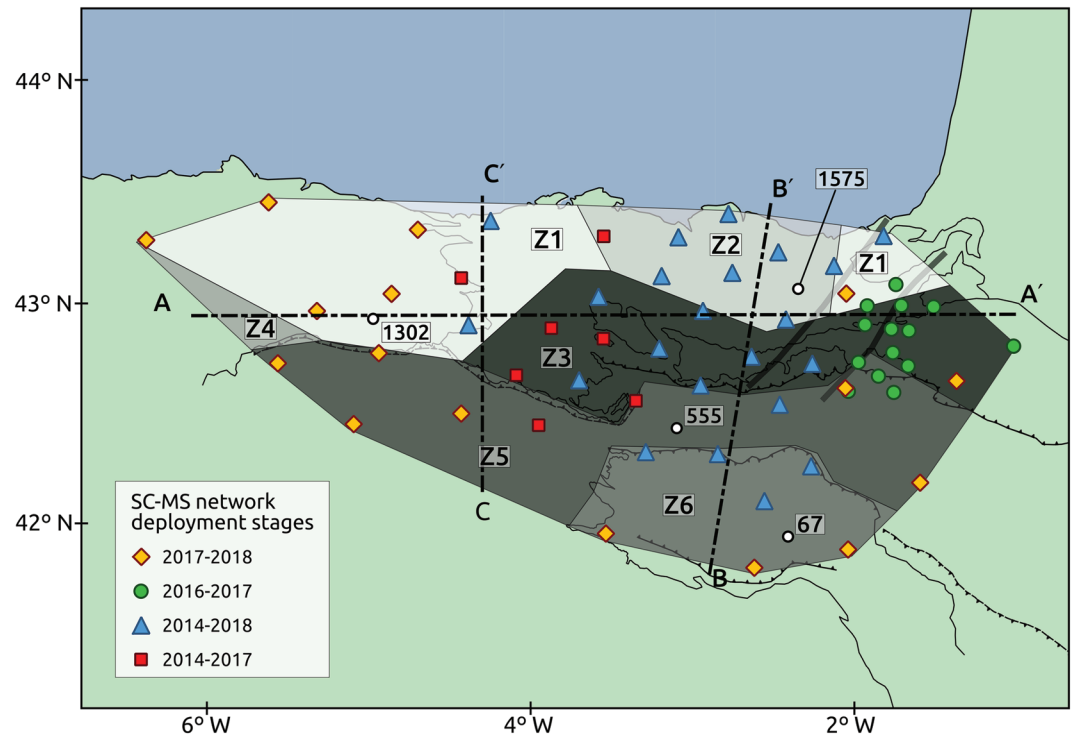 44° N
43° N
42° N
6° W
4° W
2° W
C′
B′
1575
Z1
Z2
Z1
A
A′
Z4
1302
Z3
555
Z5
C
Z6
67
B
SC-MS network
deployment stages
2017-2018
2016-2017
2014-2018
2014-2017